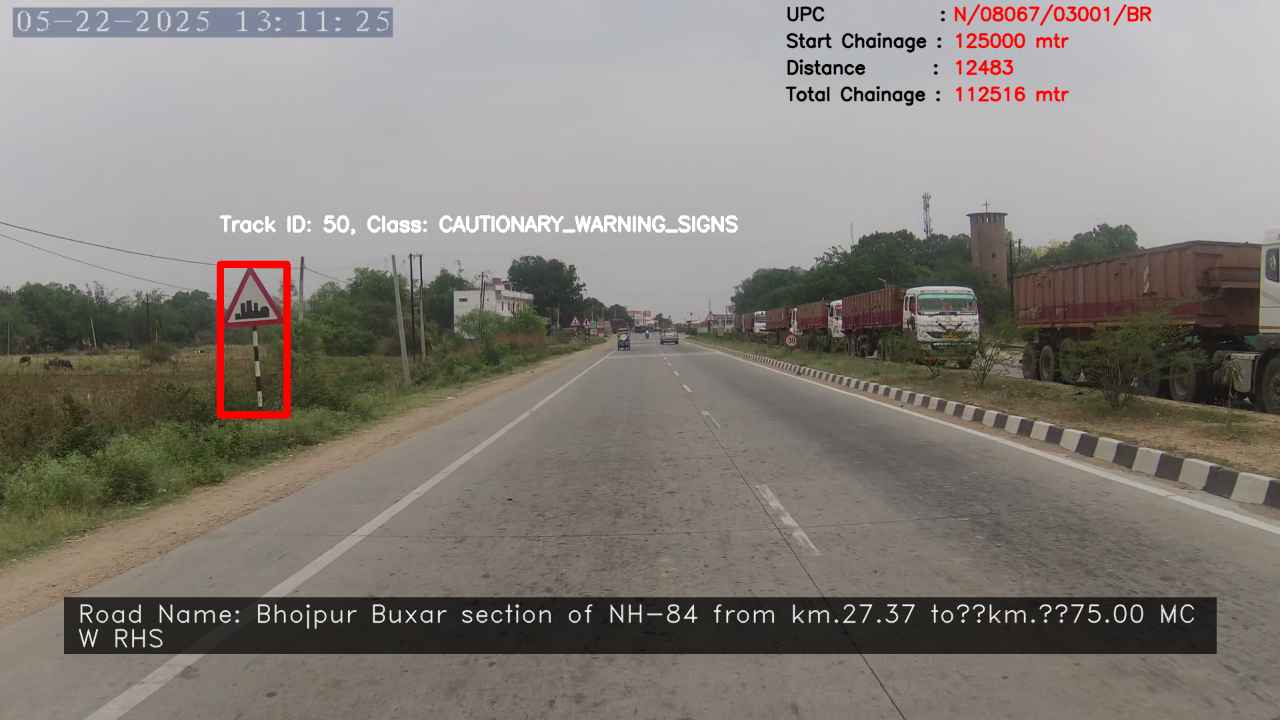 05-22-2025 13:11:25
UPC : N/08067/03001/BR
Start Chainage : 125000 mtr
Distance : 12483
Total Chainage : 112516 mtr
Track ID: 50, Class: CAUTIONARY_WARNING_SIGNS
30
Road Name: Bhojpur Buxar section of NH-84 from km.27.37 to??km.??75.00 MC
W RHS